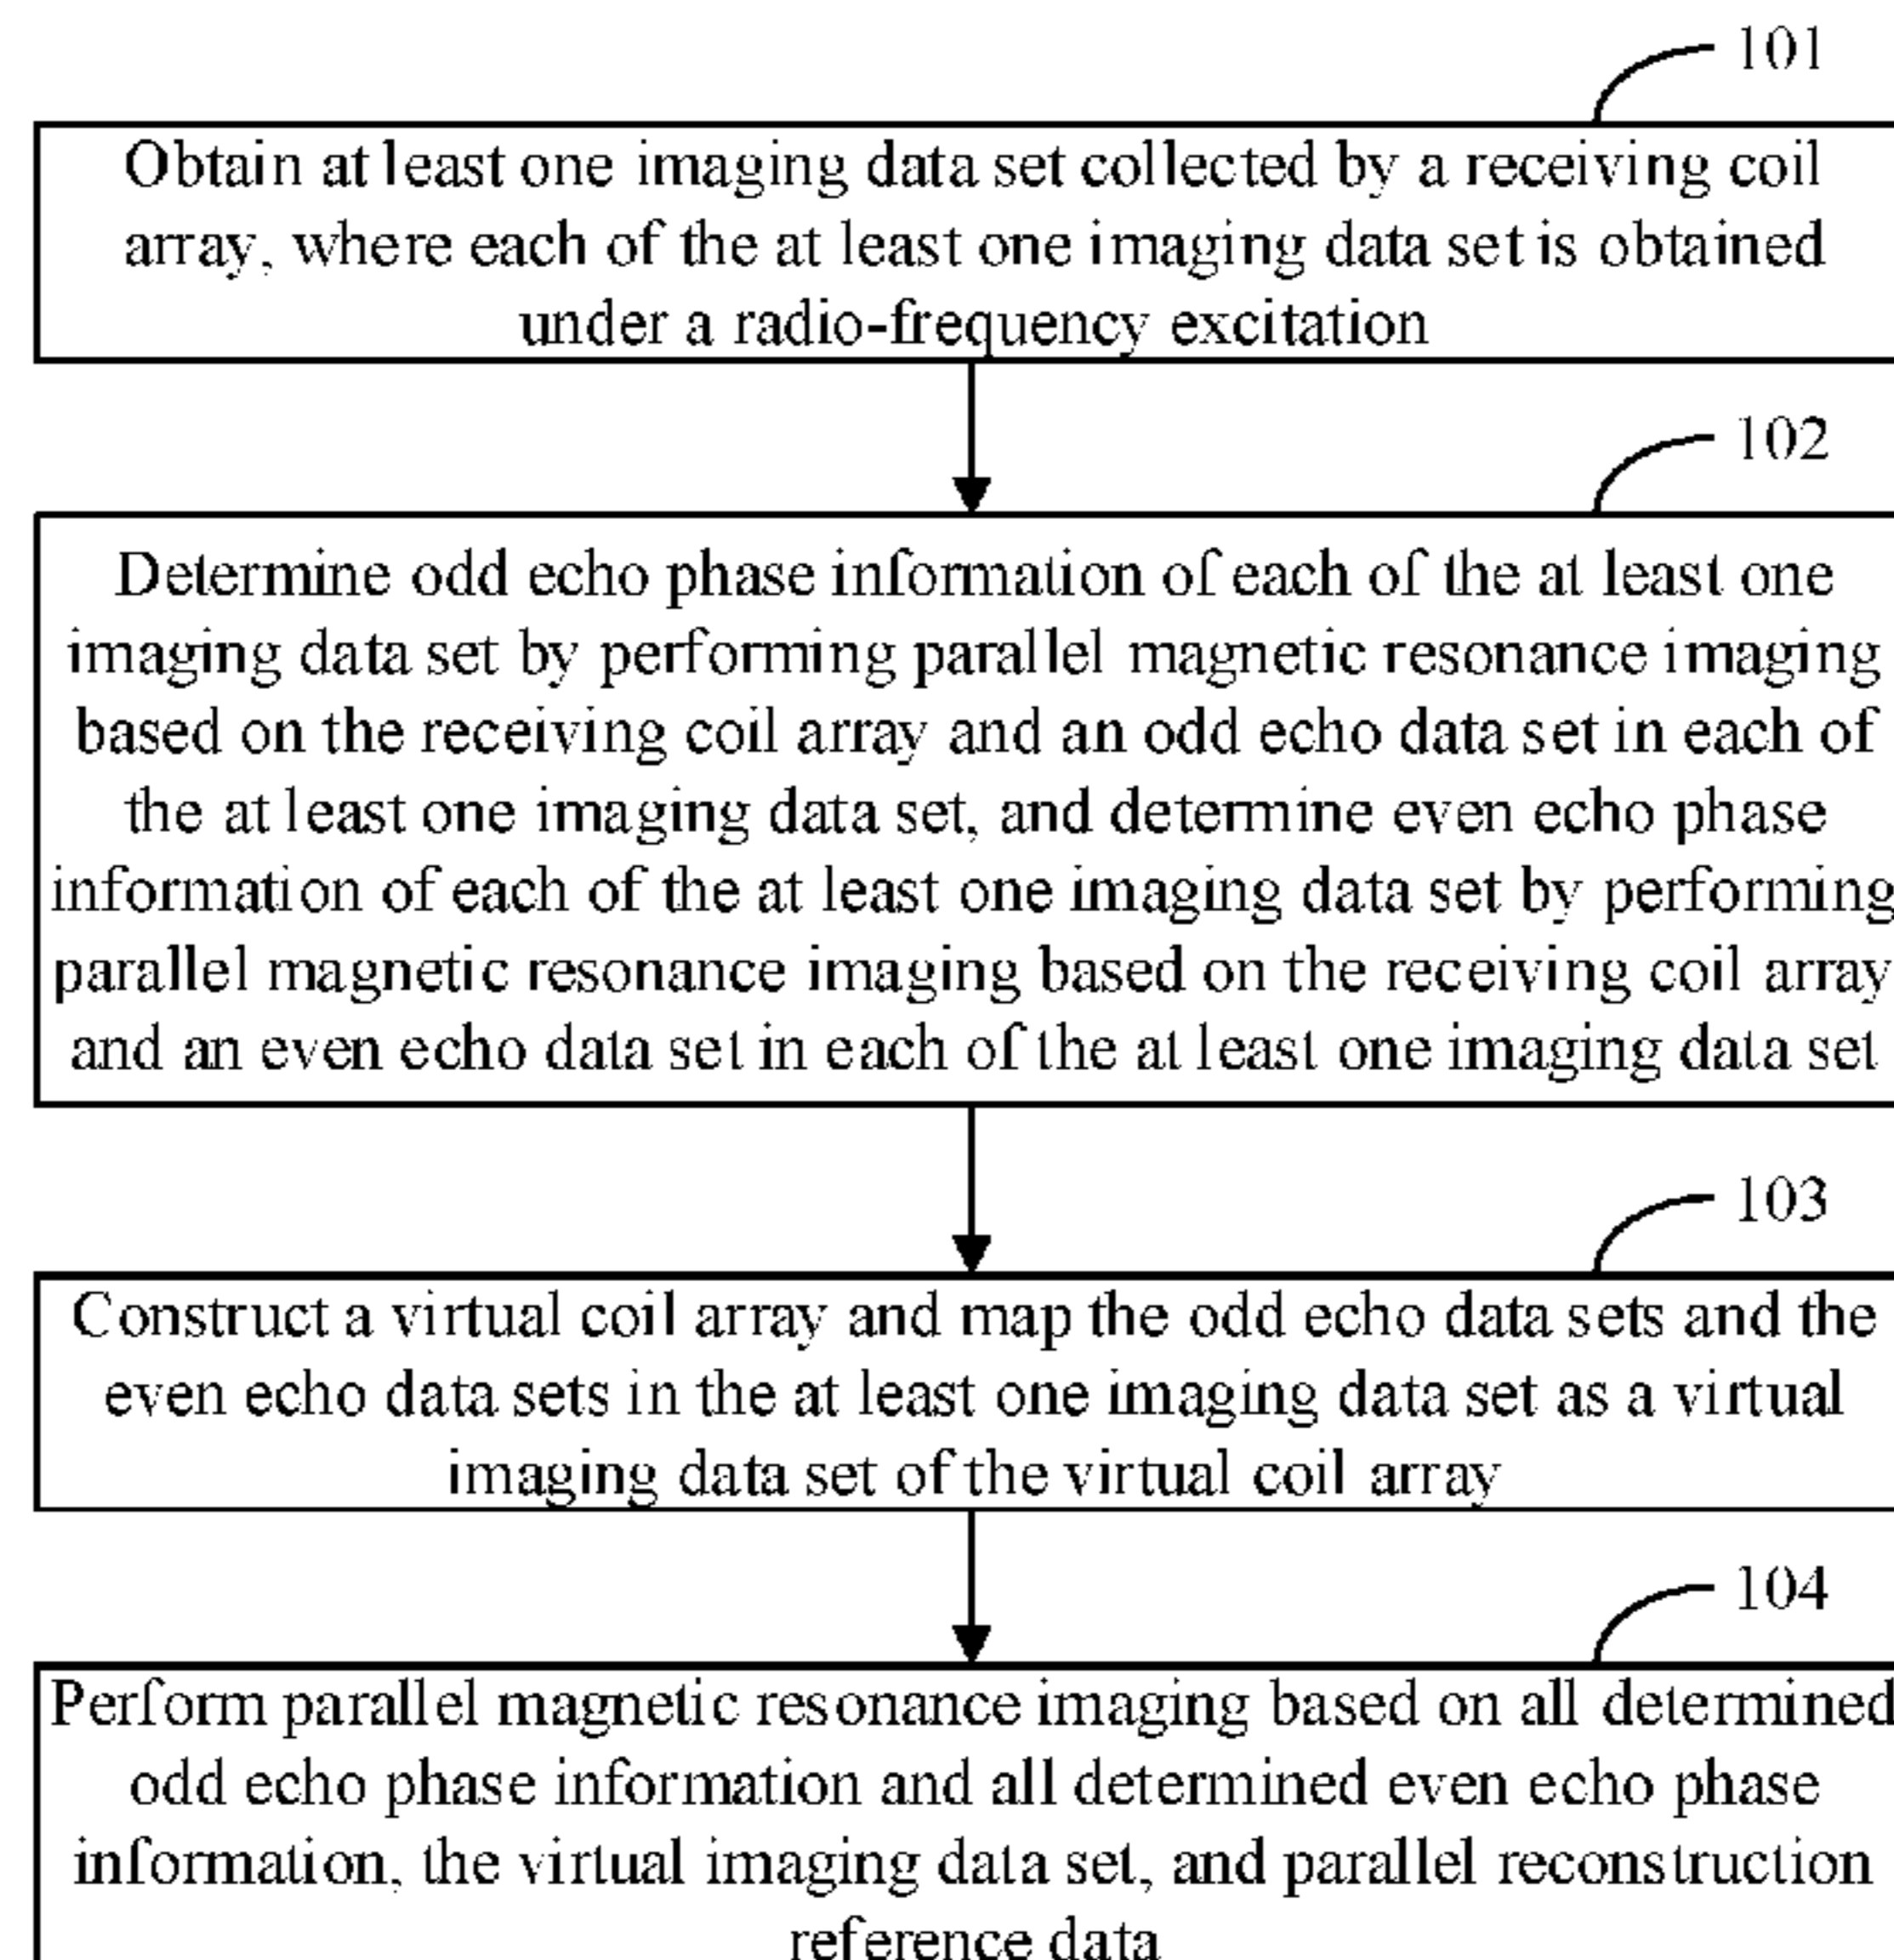 101
Obtain at least one imaging data set collected by a receiving coil
array, where each of the at least one imaging data set is obtained
under a radio-frequency excitation
102
Determine odd echo phase information of each of the at least one
imaging data set by performing parallel magnetic resonance imaging
based on the receiving coil array and an odd echo data set in each of
the at least one imaging data set, and determine even echo phase
information of each of the at least one imaging data set by performing
parallel magnetic resonance imaging based on the receiving coil array
and an even echo data set in each of the at least one imaging data set
103
Construct a virtual coil array and map the odd echo data sets and the
even echo data sets in the at least one imaging data set as a virtual
imaging data set of the virtual coil array
104
Perform parallel magnetic resonance imaging based on all determined
odd echo phase information and all determined even echo phase
information, the virtual imaging data set, and parallel reconstruction
reference data